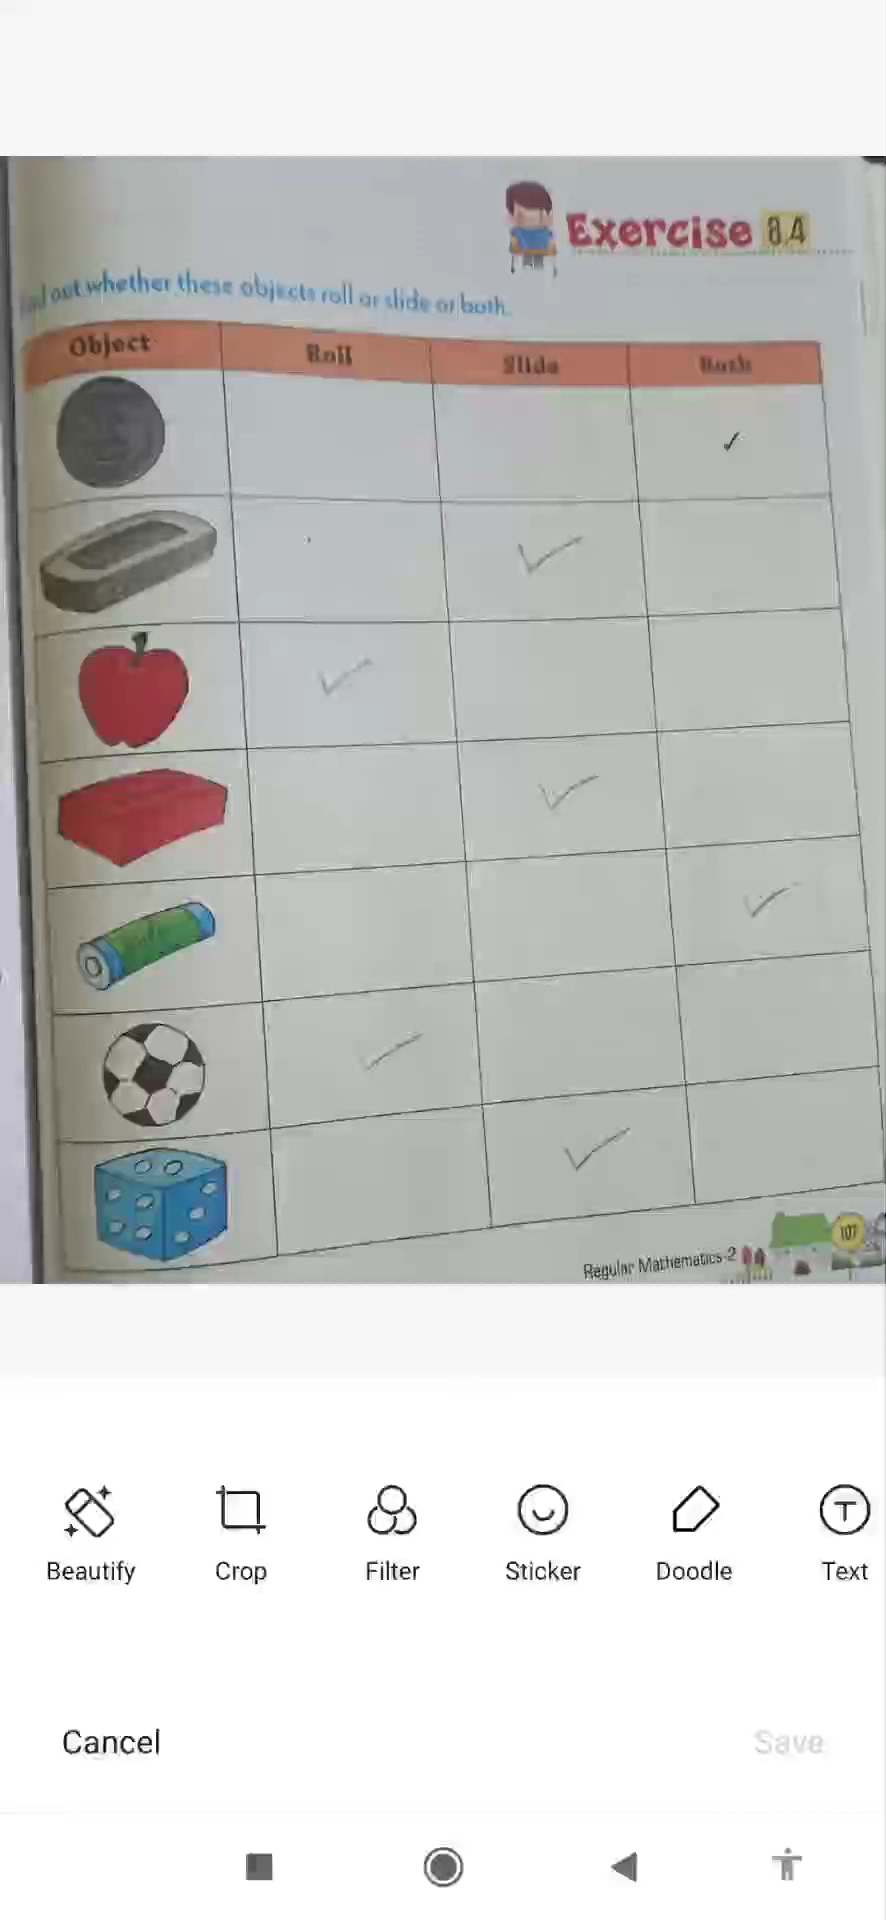 Exercise 8.4
out whether these objects roll or slide or both.
Object Roll Slide Both
Regular Mathematics-2 107
Beautify Crop Filter Sticker Doodle Text
Cancel Save